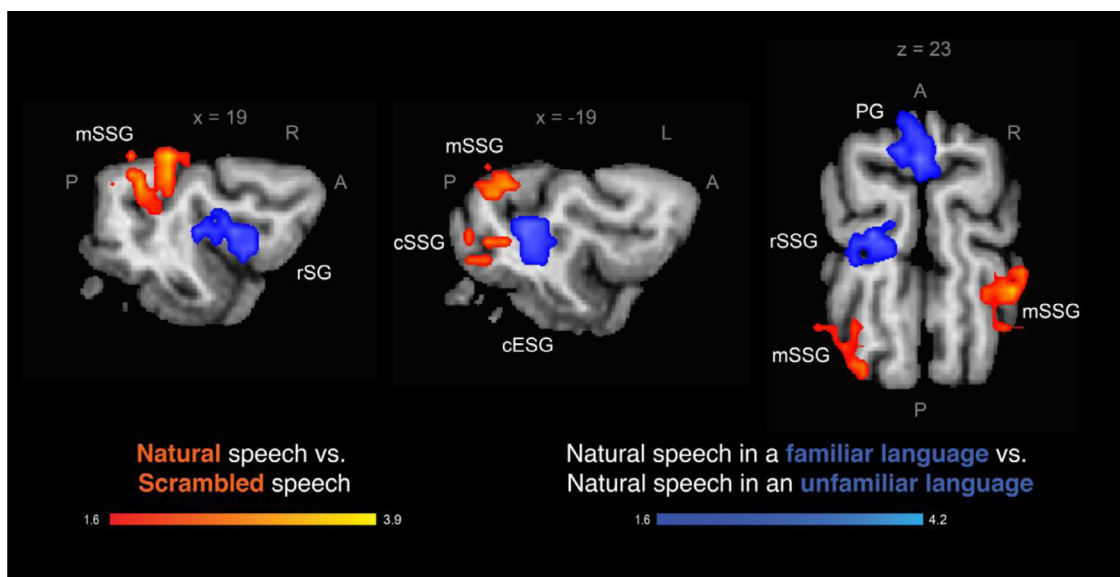 x = 19
R
mSSG
P
A
rSG
x = -19
L
mSSG
P
A
cSSG
cESG
z = 23
A
PG
R
rSSG
mSSG
mSSG
P
Natural speech vs.
Scrambled speech
1.6
3.9
Natural speech in a familiar language vs.
Natural speech in an unfamiliar language
1.6
4.2